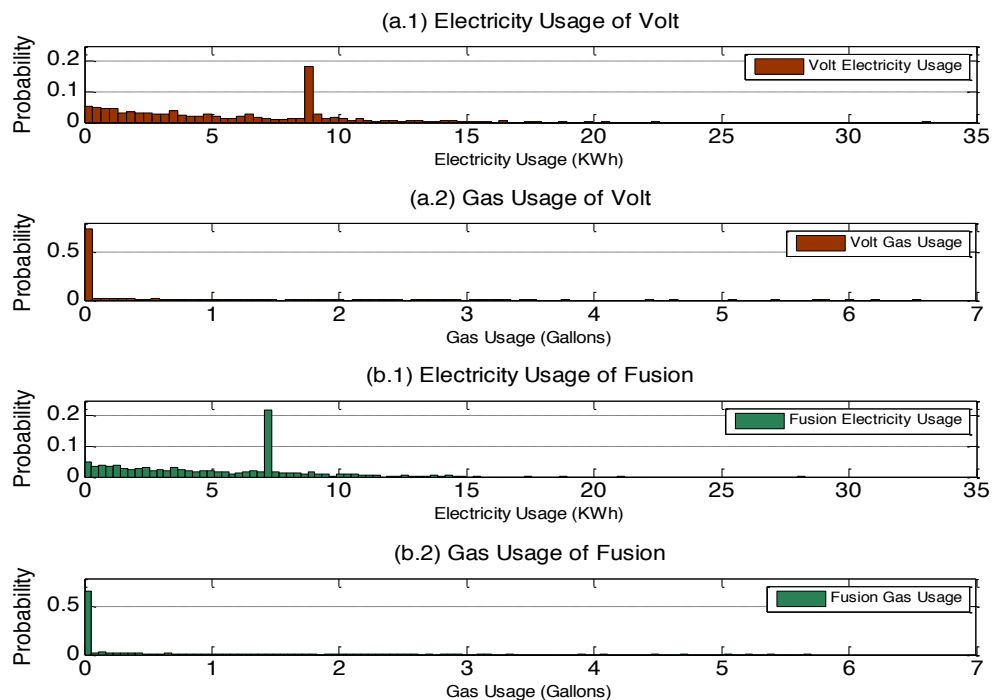 (a.1) Electricity Usage of Volt
Probability
0.2
0.1
0
Volt Electricity Usage
0 5 10 15 20 25 30 35
Electricity Usage (KWh)
(a.2) Gas Usage of Volt
Probability
0.5
0
Volt Gas Usage
0 1 2 3 4 5 6 7
Gas Usage (Gallons)
(b.1) Electricity Usage of Fusion
Probability
0.2
0.1
0
Fusion Electricity Usage
0 5 10 15 20 25 30 35
Electricity Usage (KWh)
(b.2) Gas Usage of Fusion
Probability
0.5
0
Fusion Gas Usage
0 1 2 3 4 5 6 7
Gas Usage (Gallons)